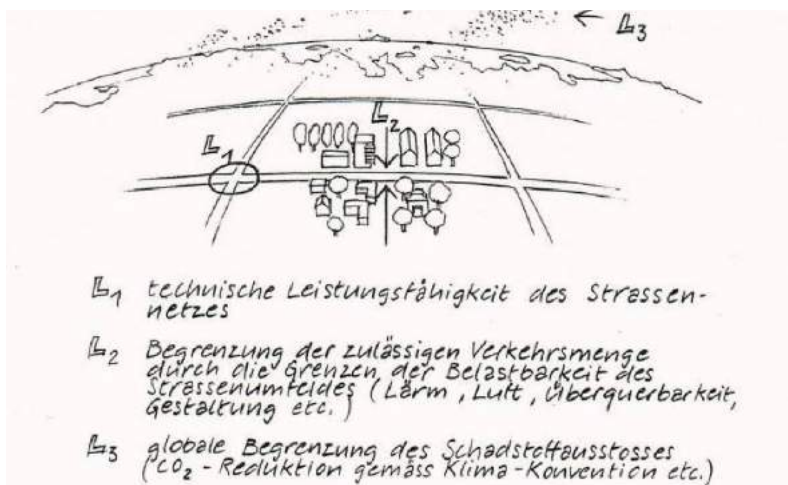 ← L3
L2
L1
L1 technische Leistungsfähigkeit des Strassen-
netzes
L2 Begrenzung der zulässigen Verkehrsmenge
durch die Grenzen der Belastbarkeit des
Strassenumfeldes (Lärm, Luft, Überquerbarkeit,
Gestaltung etc.)
L3 globale Begrenzung des Schadstoffausstosses
(CO2-Reduktion gemäss Klima-Konvention etc.)